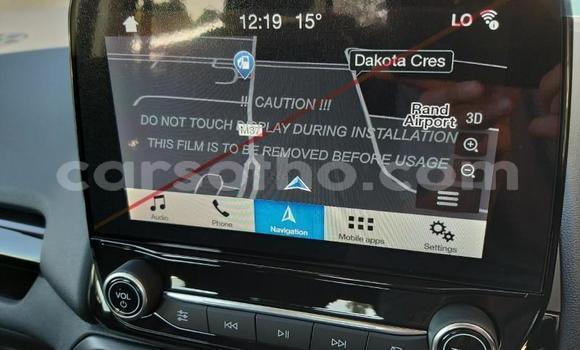 12:19 15° LO
Dakota Cres
!!! CAUTION !!!
Rand
Airport
3D
DO NOT TOUCH DISPLAY DURING INSTALLATION
M37
THIS FILM IS TO BE REMOVED BEFORE USAGE
carsotho.com
Audio
Phone
Navigation
Mobile apps
Settings
VOL